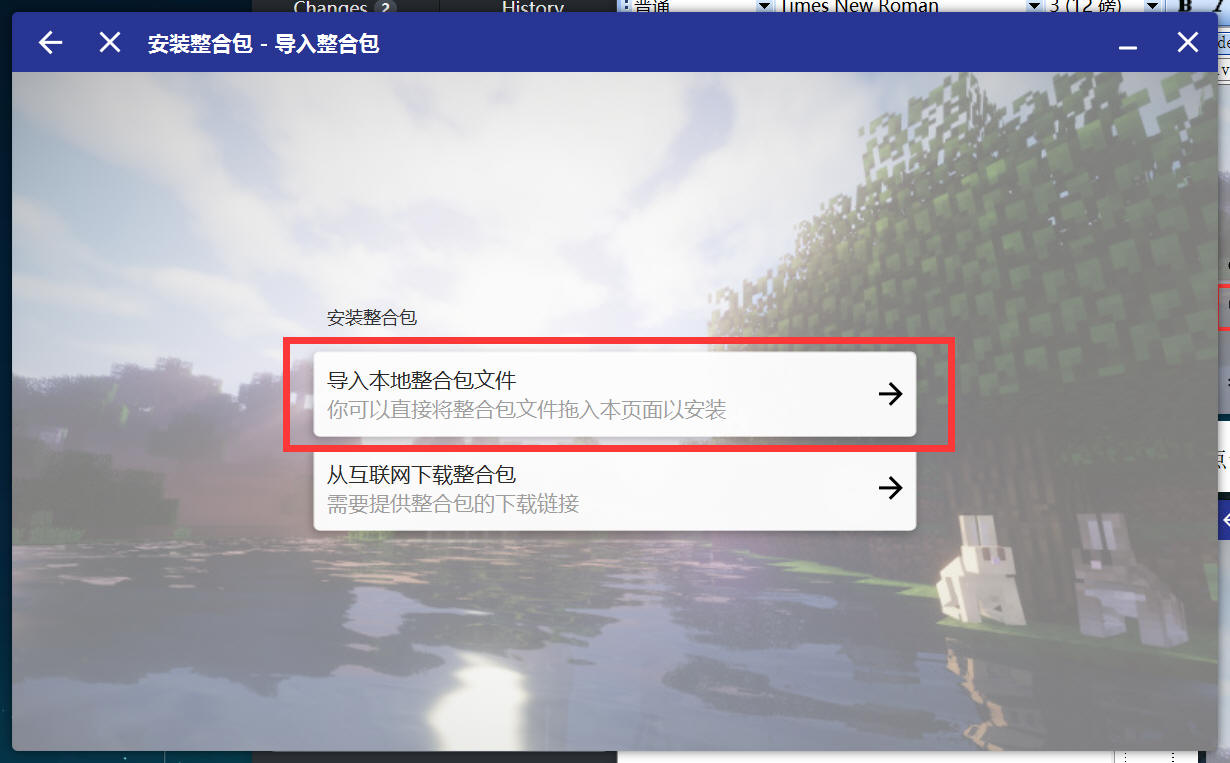 Changes 2
History
普通
Times New Roman
3 (12 磅)
B
安装整合包 - 导入整合包
安装整合包
导入本地整合包文件
你可以直接将整合包文件拖入本页面以安装
从互联网下载整合包
需要提供整合包的下载链接